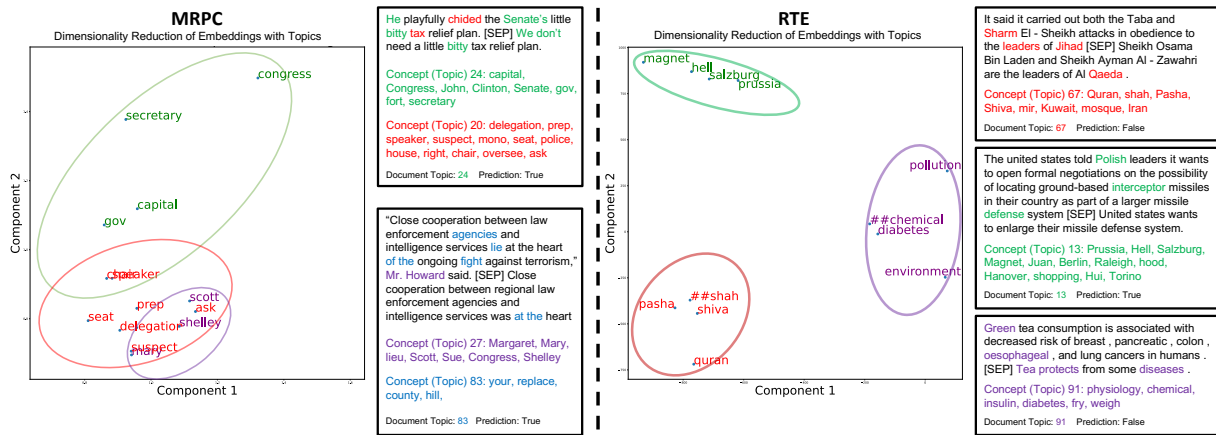 MRPC
Dimensionality Reduction of Embeddings with Topics
Component 2
congress
secretary
capital
gov
speaker
prep
scott
ask
seat
delegation
shelley
suspect
mary
Component 1
He playfully chided the Senate's little
bitty tax relief plan. [SEP] We don't
need a little bitty tax relief plan.
Concept (Topic) 24: capital,
Congress, John, Clinton, Senate, gov,
fort, secretary
Concept (Topic) 20: delegation, prep,
speaker, suspect, mono, seat, police,
house, right, chair, oversee, ask
Document Topic: 24 Prediction: True
"Close cooperation between law
enforcement agencies and
intelligence services lie at the heart
of the ongoing fight against terrorism,"
Mr. Howard said. [SEP] Close
cooperation between regional law
enforcement agencies and
intelligence services was at the heart
Concept (Topic) 27: Margaret, Mary,
lieu, Scott, Sue, Congress, Shelley
Concept (Topic) 83: your, replace,
county, hill,
Document Topic: 83 Prediction: True
RTE
Dimensionality Reduction of Embeddings with Topics
Component 2
magnet
hell
salzburg
prussia
pollution
##chemical
diabetes
environment
pasha
##shah
shiva
quran
Component 1
It said it carried out both the Taba and
Sharm El - Sheikh attacks in obedience to
the leaders of Jihad [SEP] Sheikh Osama
Bin Laden and Sheikh Ayman Al - Zawahri
are the leaders of Al Qaeda .
Concept (Topic) 67: Quran, shah, Pasha,
Shiva, mir, Kuwait, mosque, Iran
Document Topic: 67 Prediction: False
The united states told Polish leaders it wants
to open formal negotiations on the possibility
of locating ground-based interceptor missiles
in their country as part of a larger missile
defense system [SEP] United states wants
to enlarge their missile defense system.
Concept (Topic) 13: Prussia, Hell, Salzburg,
Magnet, Juan, Berlin, Raleigh, hood,
Hanover, shopping, Hui, Torino
Document Topic: 13 Prediction: True
Green tea consumption is associated with
decreased risk of breast , pancreatic , colon ,
oesophageal , and lung cancers in humans .
[SEP] Tea protects from some diseases .
Concept (Topic) 91: physiology, chemical,
insulin, diabetes, fry, weigh
Document Topic: 91 Prediction: False